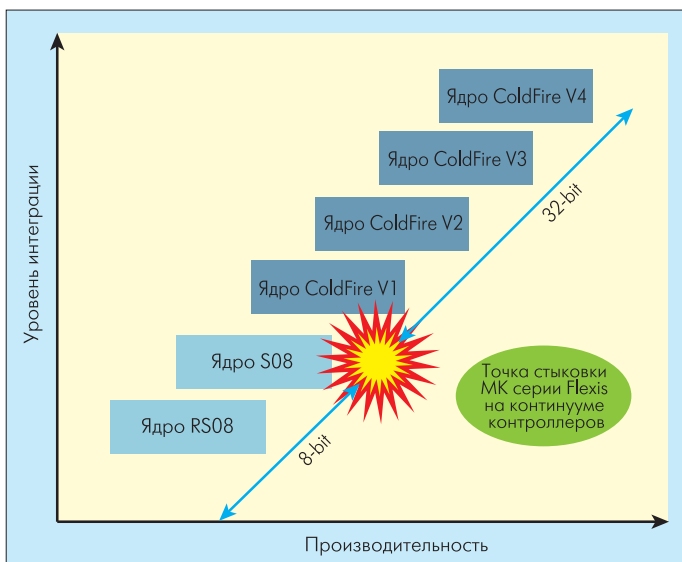 Уровень интеграции
Ядро ColdFire V4
Ядро ColdFire V3
32-bit
Ядро ColdFire V2
Ядро ColdFire V1
Ядро S08
Точка стыковки
МК серии Flexis
на континууме
контроллеров
Ядро RS08
8-bit
Производительность